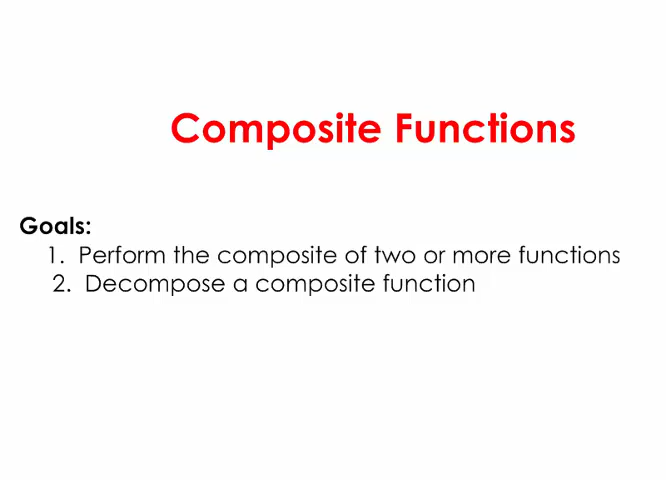 Composite Functions
Goals:
1. Perform the composite of two or more functions
2. Decompose a composite function